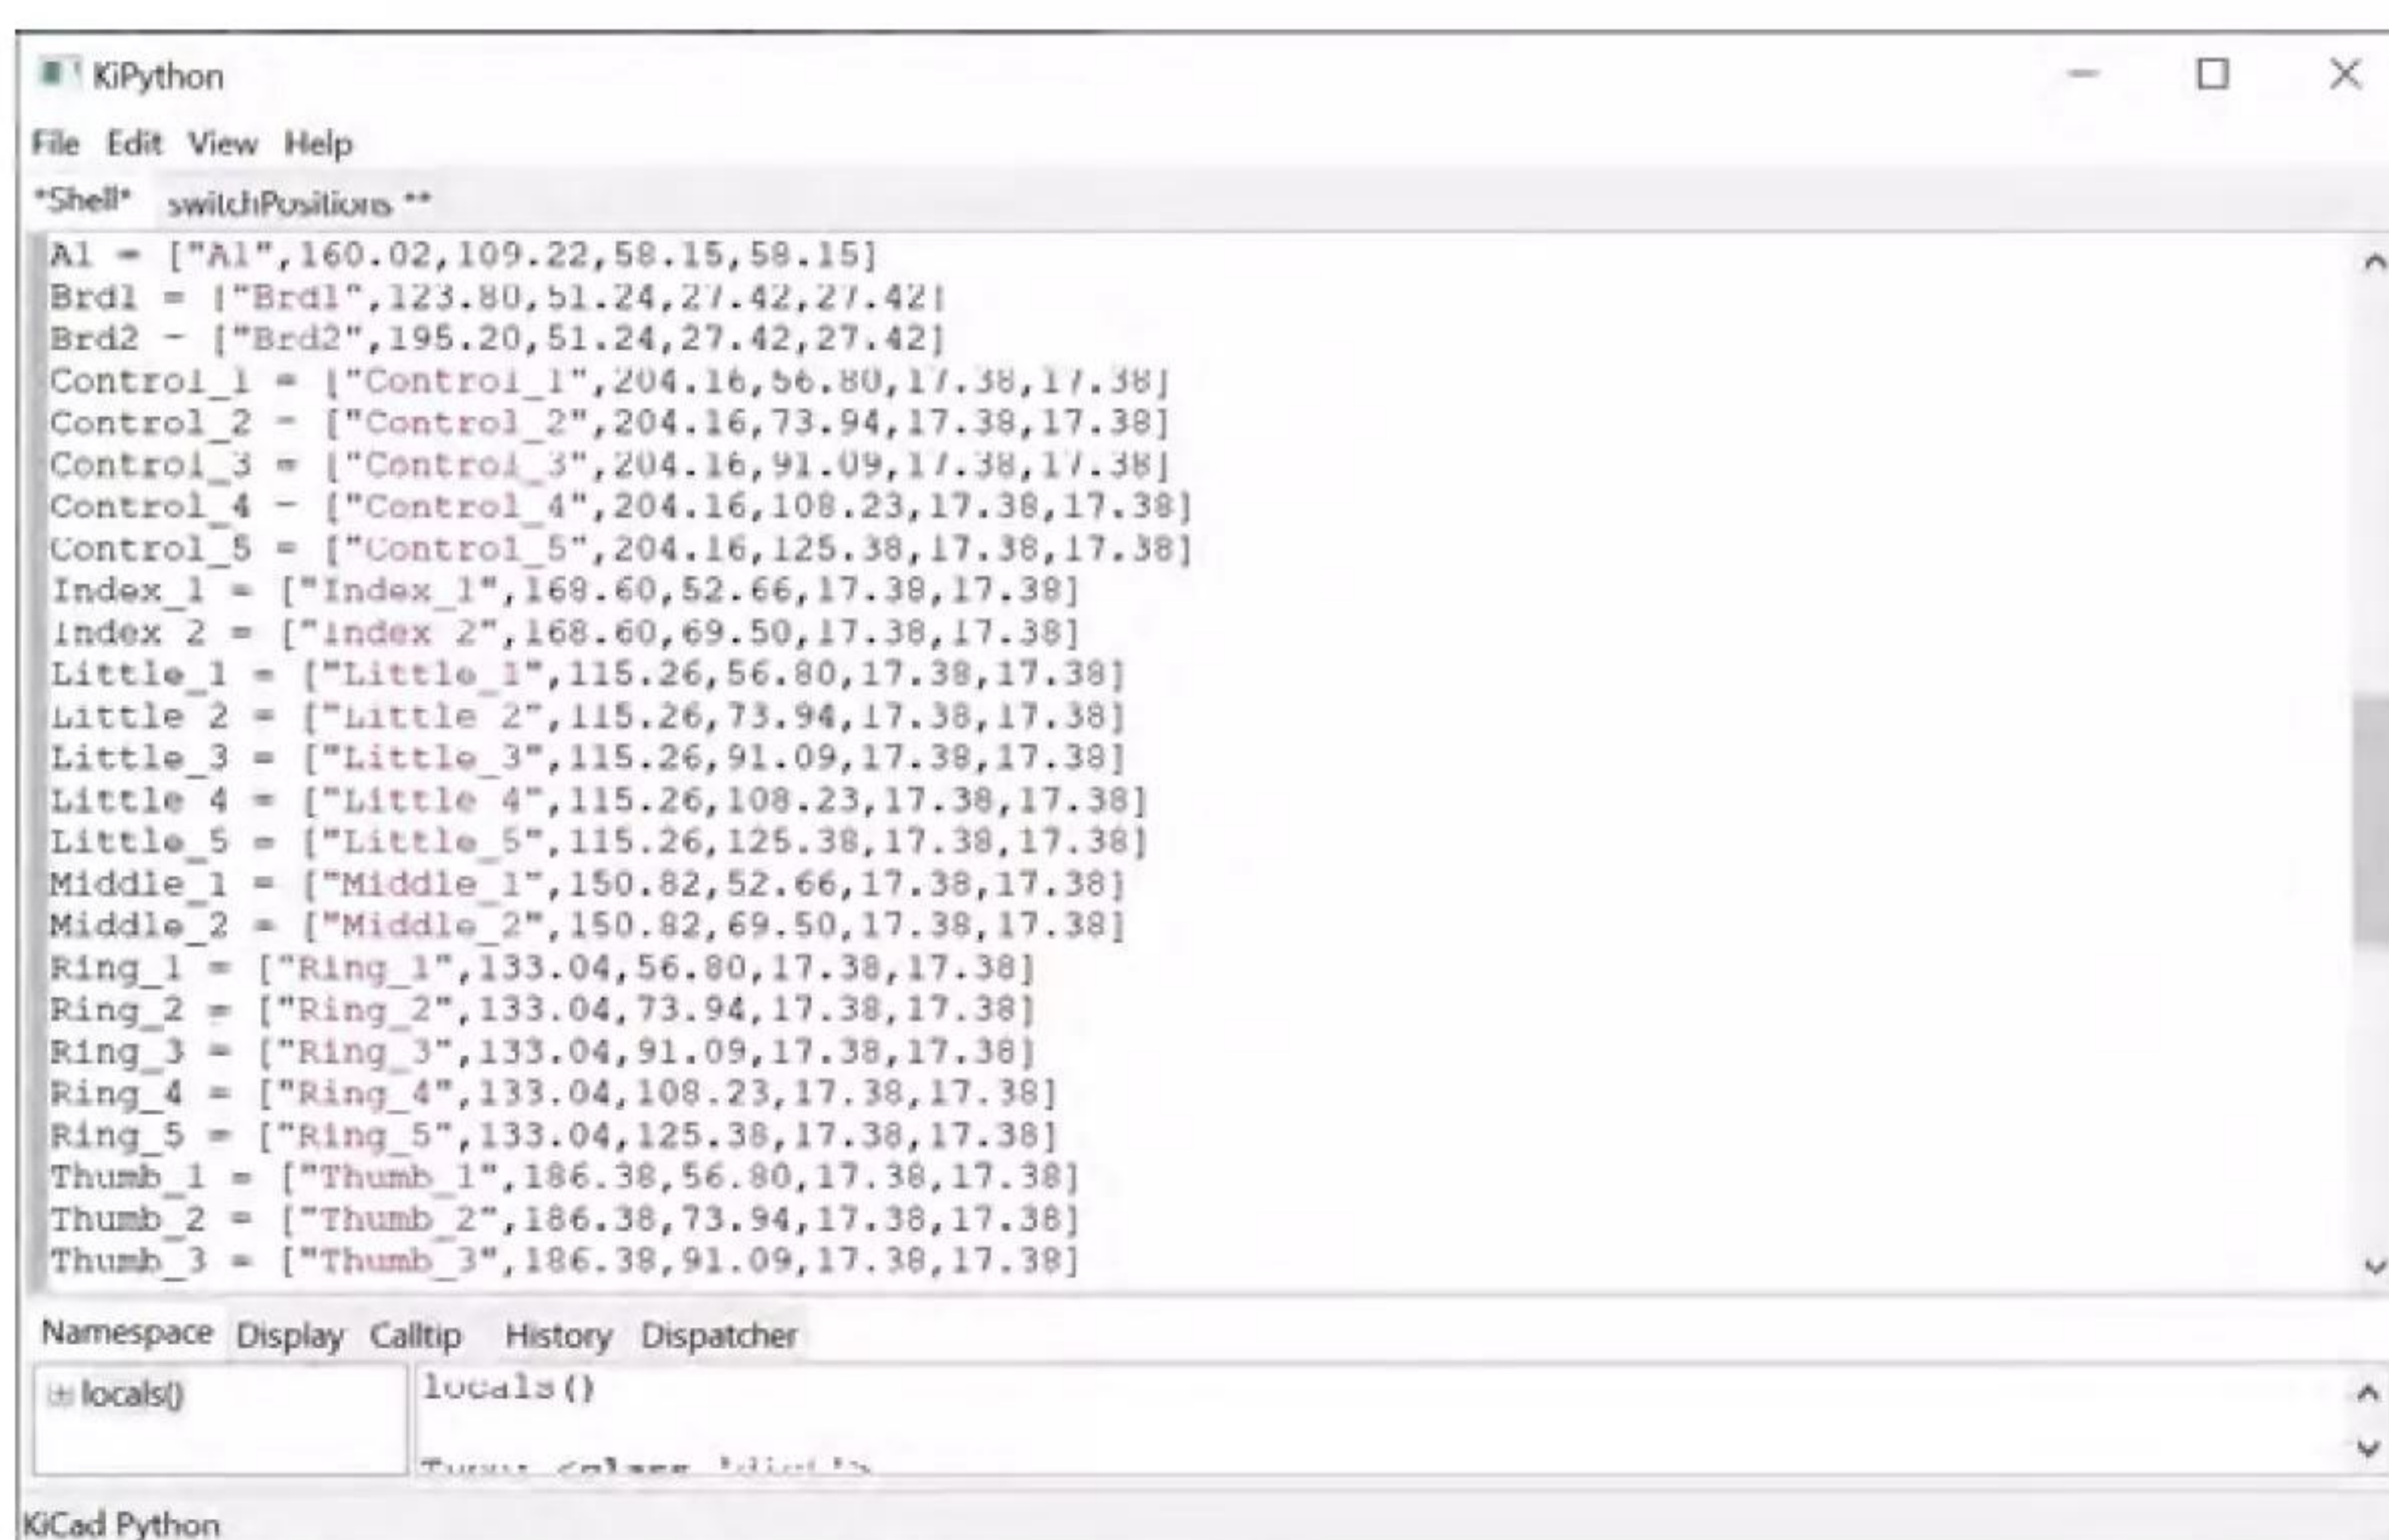 KiPython
File Edit View Help
*Shell* switchPositions **
A1 = ["A1",160.02,109.22,58.15,58.15]
Brd1 = ["Brd1",123.80,51.24,27.42,27.42]
Brd2 = ["Brd2",195.20,51.24,27.42,27.42]
Control_1 = ["Control_1",204.16,56.80,17.38,17.38]
Control_2 = ["Control_2",204.16,73.94,17.38,17.38]
Control_3 = ["Control_3",204.16,91.09,17.38,17.38]
Control_4 = ["Control_4",204.16,108.23,17.38,17.38]
Control_5 = ["Control_5",204.16,125.38,17.38,17.38]
Index_1 = ["Index_1",168.60,52.66,17.38,17.38]
Index_2 = ["Index_2",168.60,69.50,17.38,17.38]
Little_1 = ["Little_1",115.26,56.80,17.38,17.38]
Little_2 = ["Little_2",115.26,73.94,17.38,17.38]
Little_3 = ["Little_3",115.26,91.09,17.38,17.38]
Little_4 = ["Little_4",115.26,108.23,17.38,17.38]
Little_5 = ["Little_5",115.26,125.38,17.38,17.38]
Middle_1 = ["Middle_1",150.82,52.66,17.38,17.38]
Middle_2 = ["Middle_2",150.82,69.50,17.38,17.38]
Ring_1 = ["Ring_1",133.04,56.80,17.38,17.38]
Ring_2 = ["Ring_2",133.04,73.94,17.38,17.38]
Ring_3 = ["Ring_3",133.04,91.09,17.38,17.38]
Ring_4 = ["Ring_4",133.04,108.23,17.38,17.38]
Ring_5 = ["Ring_5",133.04,125.38,17.38,17.38]
Thumb_1 = ["Thumb_1",186.38,56.80,17.38,17.38]
Thumb_2 = ["Thumb_2",186.38,73.94,17.38,17.38]
Thumb_3 = ["Thumb_3",186.38,91.09,17.38,17.38]
Namespace Display Calltip History Dispatcher
locals() locals()
Type: <class 'dict'>
KiCad Python